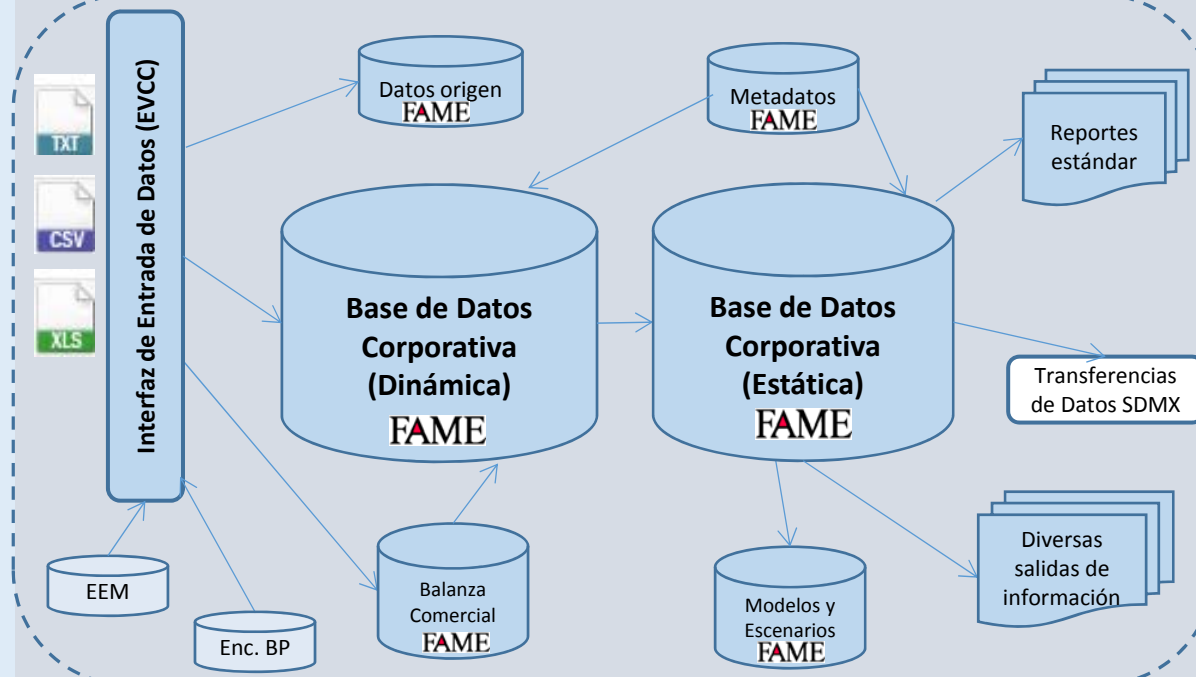 TXT
CSV
XLS
Interfaz de Entrada de Datos (EVCC)
Datos origen
FAME
Metadatos
FAME
Reportes
estándar
Base de Datos
Corporativa
(Dinámica)
FAME
Base de Datos
Corporativa
(Estática)
FAME
Transferencias
de Datos SDMX
EEM
Enc. BP
Balanza
Comercial
FAME
Modelos y
Escenarios
FAME
Diversas
salidas de
información